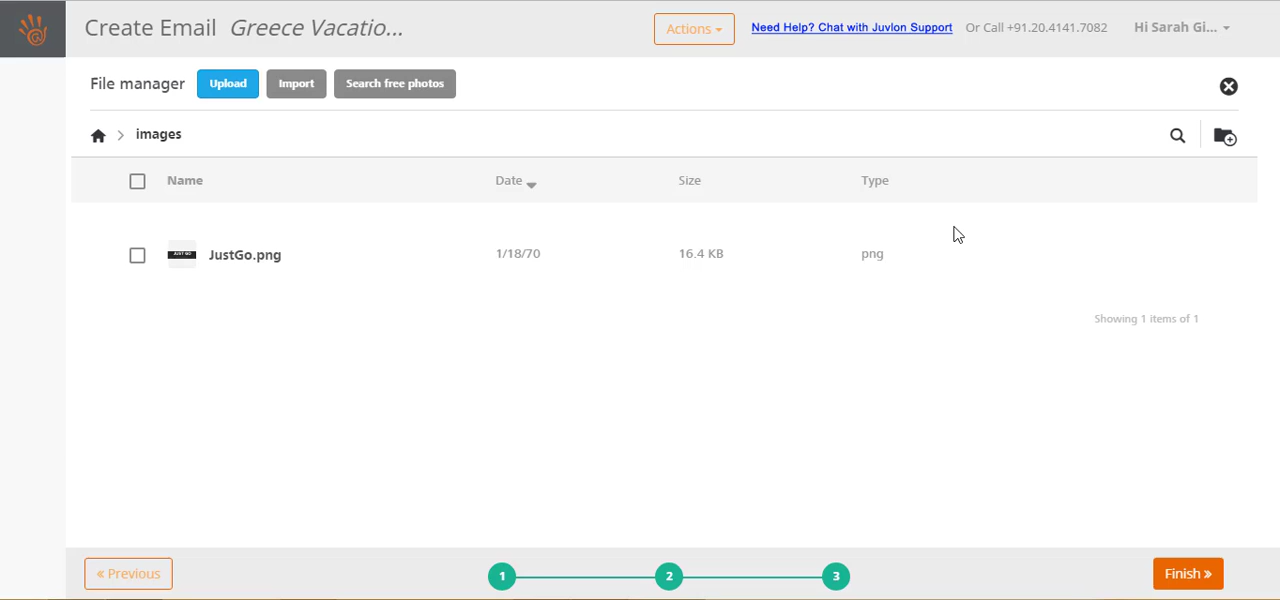 Create Email Greece Vacatio...
Actions
Need Help? Chat with Juvlon Support
Or Call +91.20.4141.7082
Hi Sarah Gi...
File manager
Upload
Import
Search free photos
images
Name Date Size Type
JUST GO
JustGo.png 1/18/70 16.4 KB png
Showing 1 items of 1
« Previous
1 2 3
Finish »